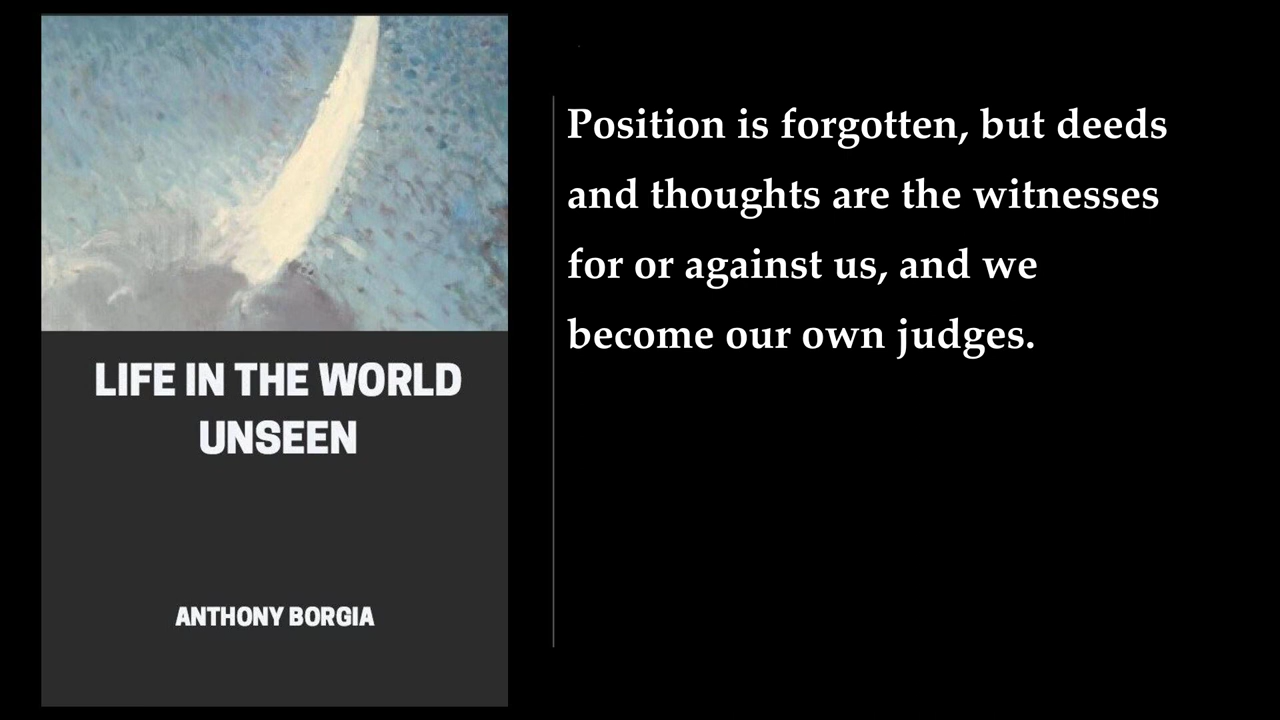 LIFE IN THE WORLD
UNSEEN
ANTHONY BORGIA
Position is forgotten, but deeds
and thoughts are the witnesses
for or against us, and we
become our own judges.